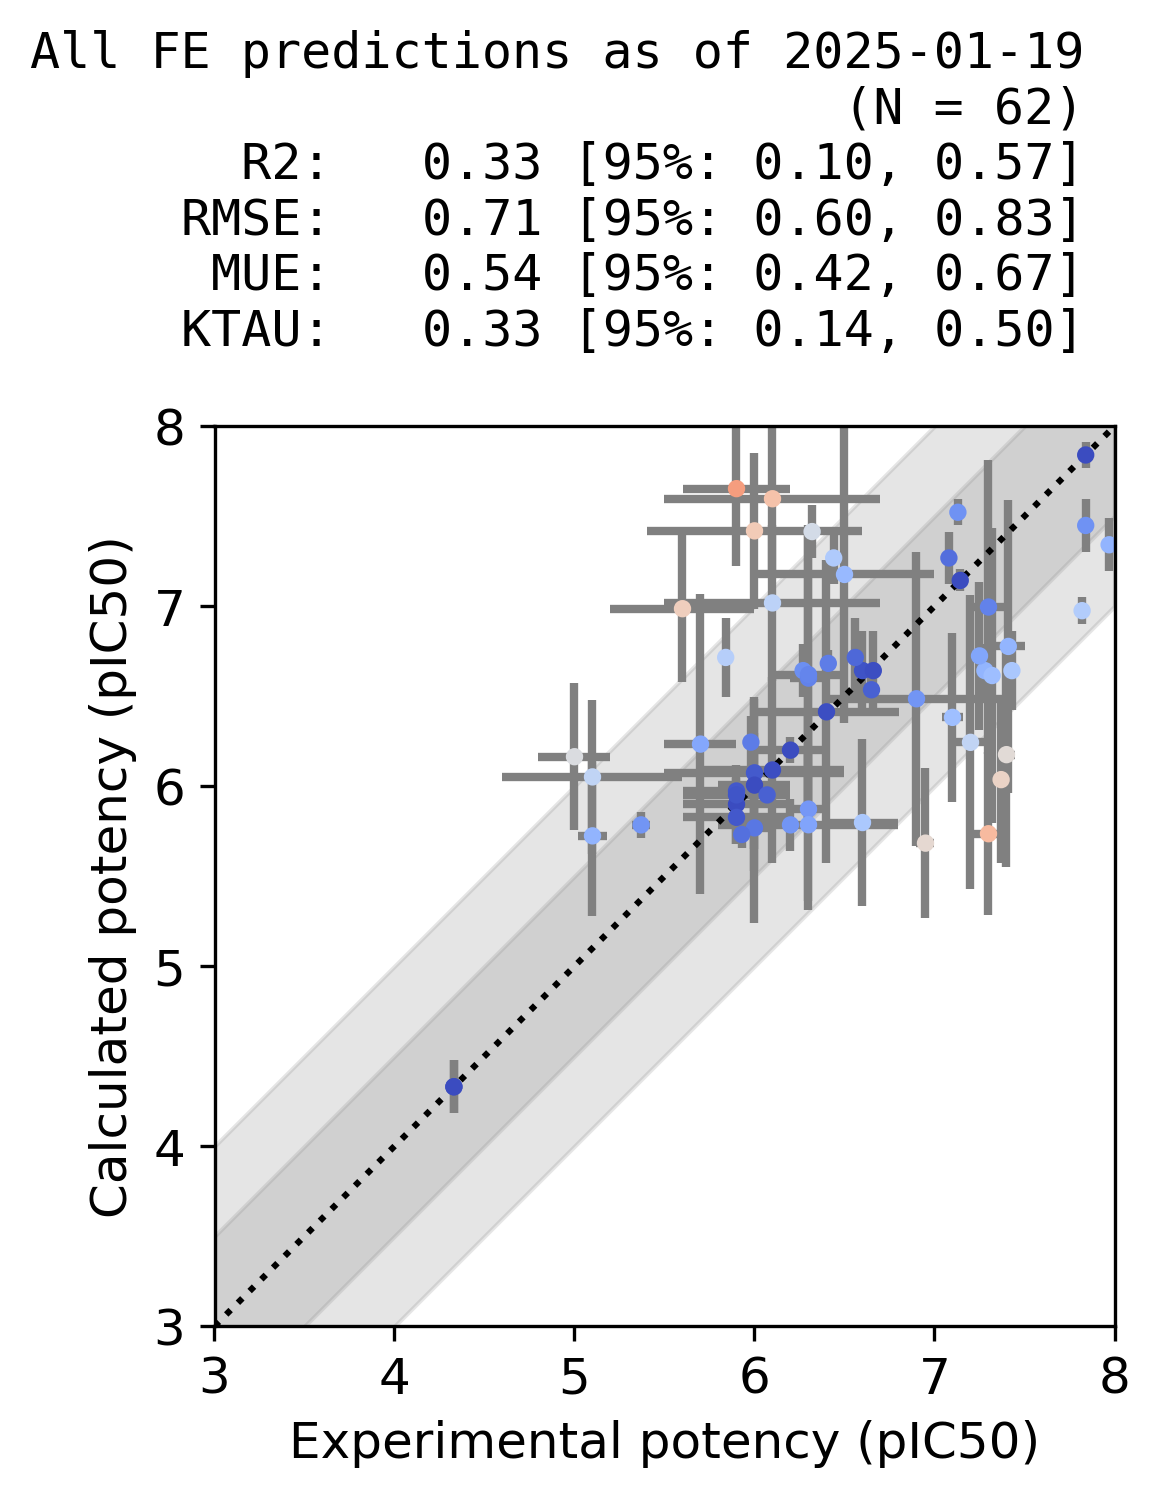 All FE predictions as of 2025-01-19
(N = 62)
R2: 0.33 [95%: 0.10, 0.57]
RMSE: 0.71 [95%: 0.60, 0.83]
MUE: 0.54 [95%: 0.42, 0.67]
KTAU: 0.33 [95%: 0.14, 0.50]
8
7
6
5
4
3
Calculated potency (pIC50)
3 4 5 6 7 8
Experimental potency (pIC50)